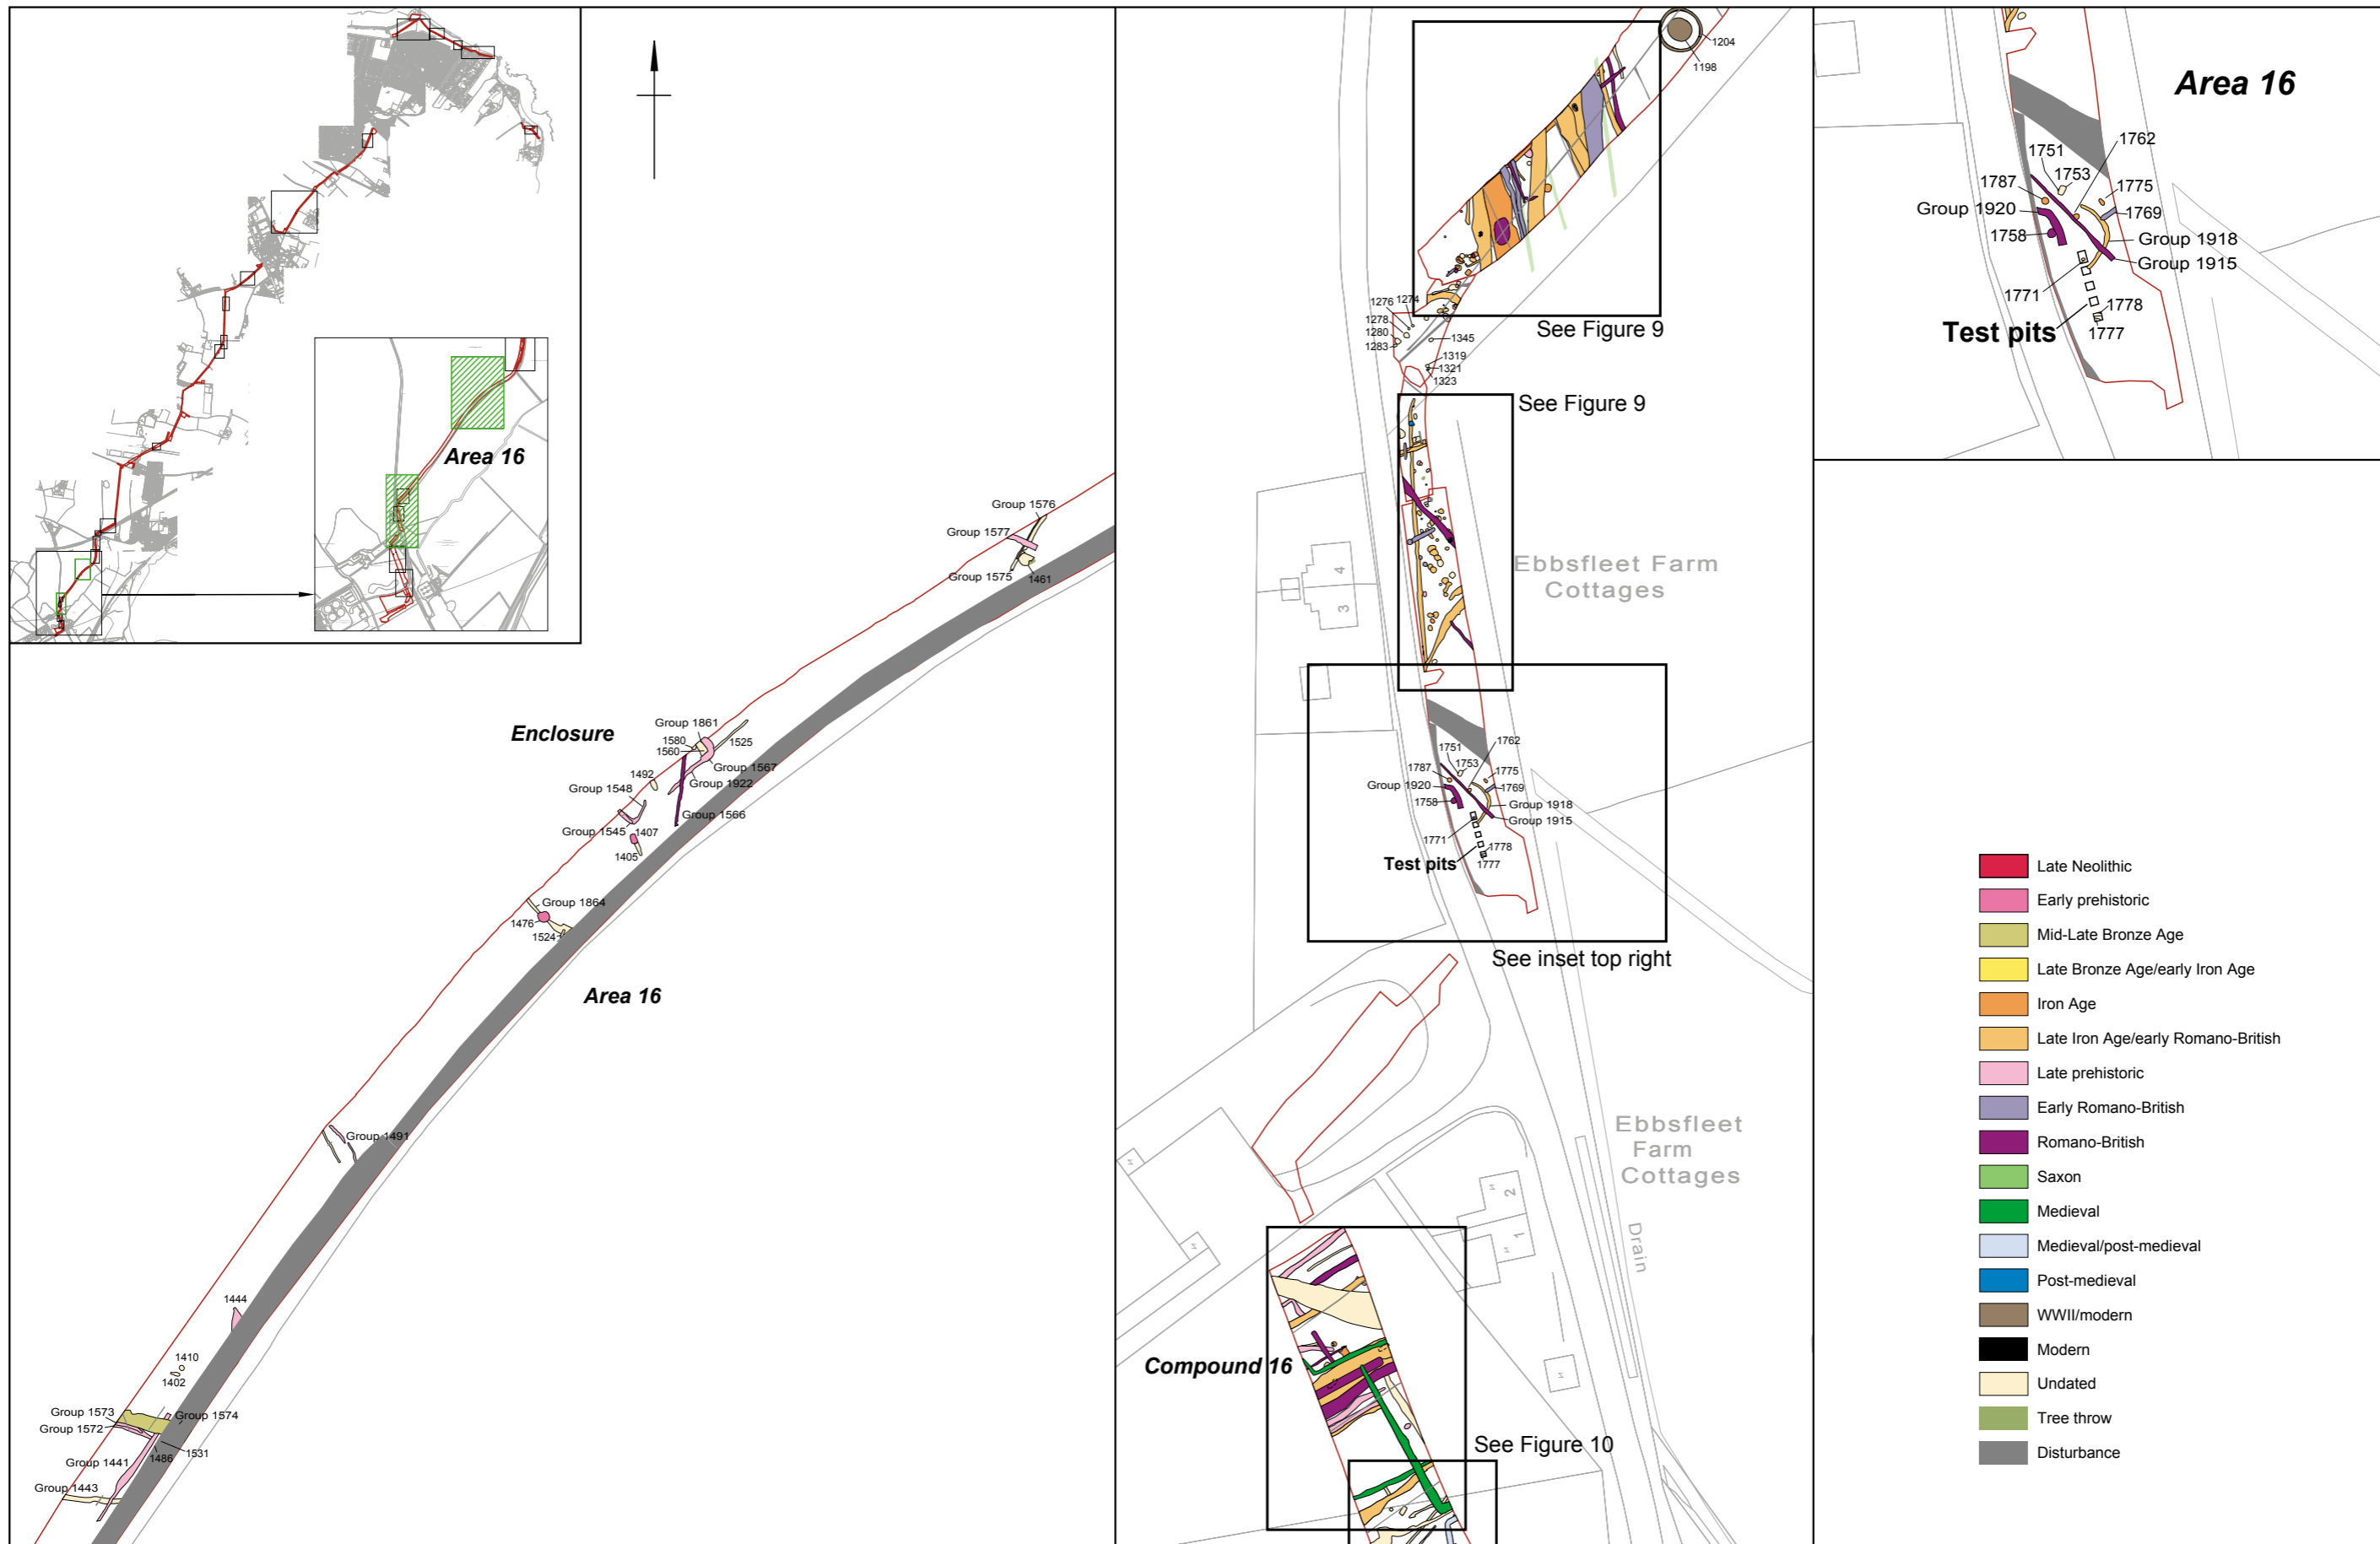 Area 16
Group 1576
Group 1577
Group 1575
1461
Enclosure
Group 1861
1580
1560
1525
Group 1567
1492
Group 1922
Group 1548
Group 1566
Group 1545
1407
1405
Group 1864
1476
1524
Area 16
Group 1491
1444
1410
1402
Group 1573
Group 1574
Group 1572
1531
1486
Group 1441
Group 1443
1204
1198
See Figure 9
1276
1274
1278
1280
1283
1345
1319
1321
1323
See Figure 9
Ebbsfleet Farm
Cottages
4
3
1762
1751
1753
1787
1775
Group 1920
1769
1758
Group 1918
Group 1915
1771
1778
Test pits
1777
See inset top right
Ebbsfleet
Farm
Cottages
2
1
Drain
Compound 16
See Figure 10
Area 16
1762
1751
1753
1787
1775
Group 1920
1769
1758
Group 1918
Group 1915
1771
1778
Test pits
1777
Late Neolithic
Early prehistoric
Mid-Late Bronze Age
Late Bronze Age/early Iron Age
Iron Age
Late Iron Age/early Romano-British
Late prehistoric
Early Romano-British
Romano-British
Saxon
Medieval
Medieval/post-medieval
Post-medieval
WWII/modern
Modern
Undated
Tree throw
Disturbance